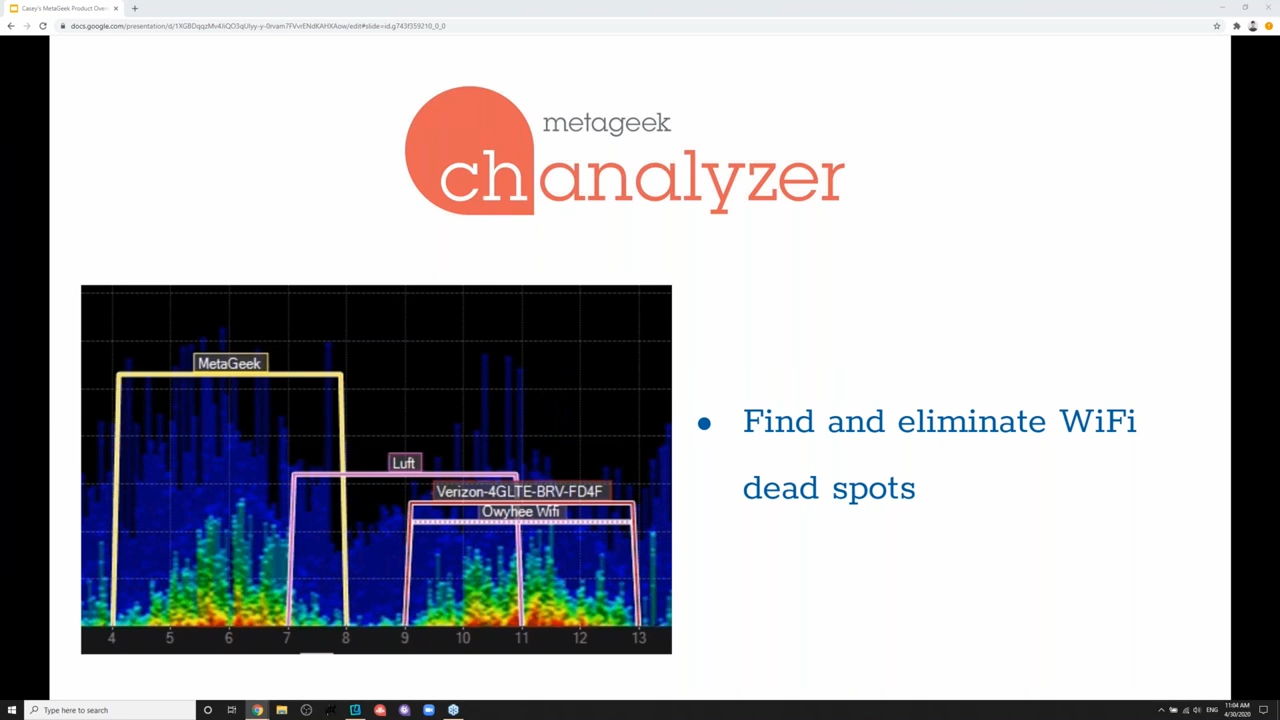 Casey's MetaGeek Product Ove
docs.google.com/presentation/d/1XGBDqqzMv4JiQO3qUIyy-y-0rvam7FVvrENdKAHXAow/edit#slide=id.g743f359210_0_0
metageek
chanalyzer
MetaGeek
Luft
Verizon-4GLTE-BRV-FD4F
Owyhee Wifi
4 5 6 7 8 9 10 11 12 13
• Find and eliminate WiFi
dead spots
Type here to search
ENG
11:04 AM
4/30/2020